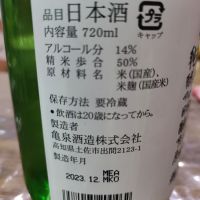 品目 日本酒
内容量 720ml
プラ
キャップ
アルコール分 14%
精米歩合 50%
原材料名 米(国産)、
米麹(国産米)
保存方法 要冷蔵
•飲酒は20歳になってから。
製造者
亀泉酒造株式会社
高知県土佐市出間2123-1
製造年月
2023.12.
MEA
MKO